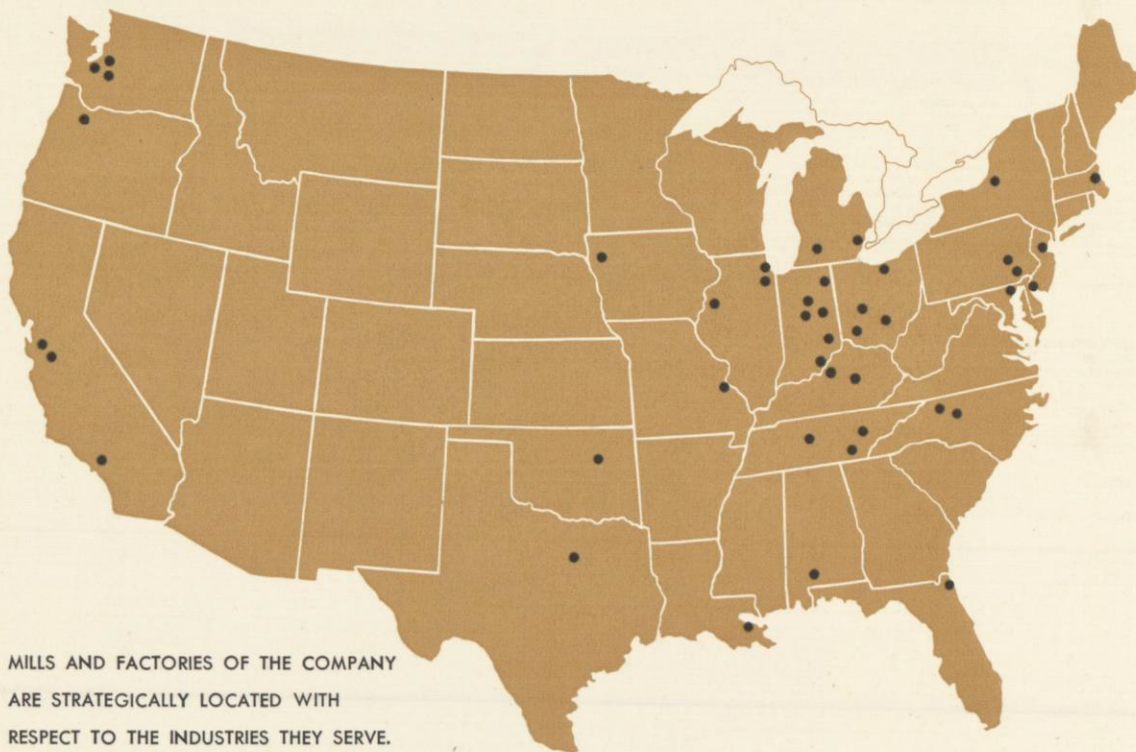 MILLS AND FACTORIES OF THE COMPANY
ARE STRATEGICALLY LOCATED WITH
RESPECT TO THE INDUSTRIES THEY SERVE.